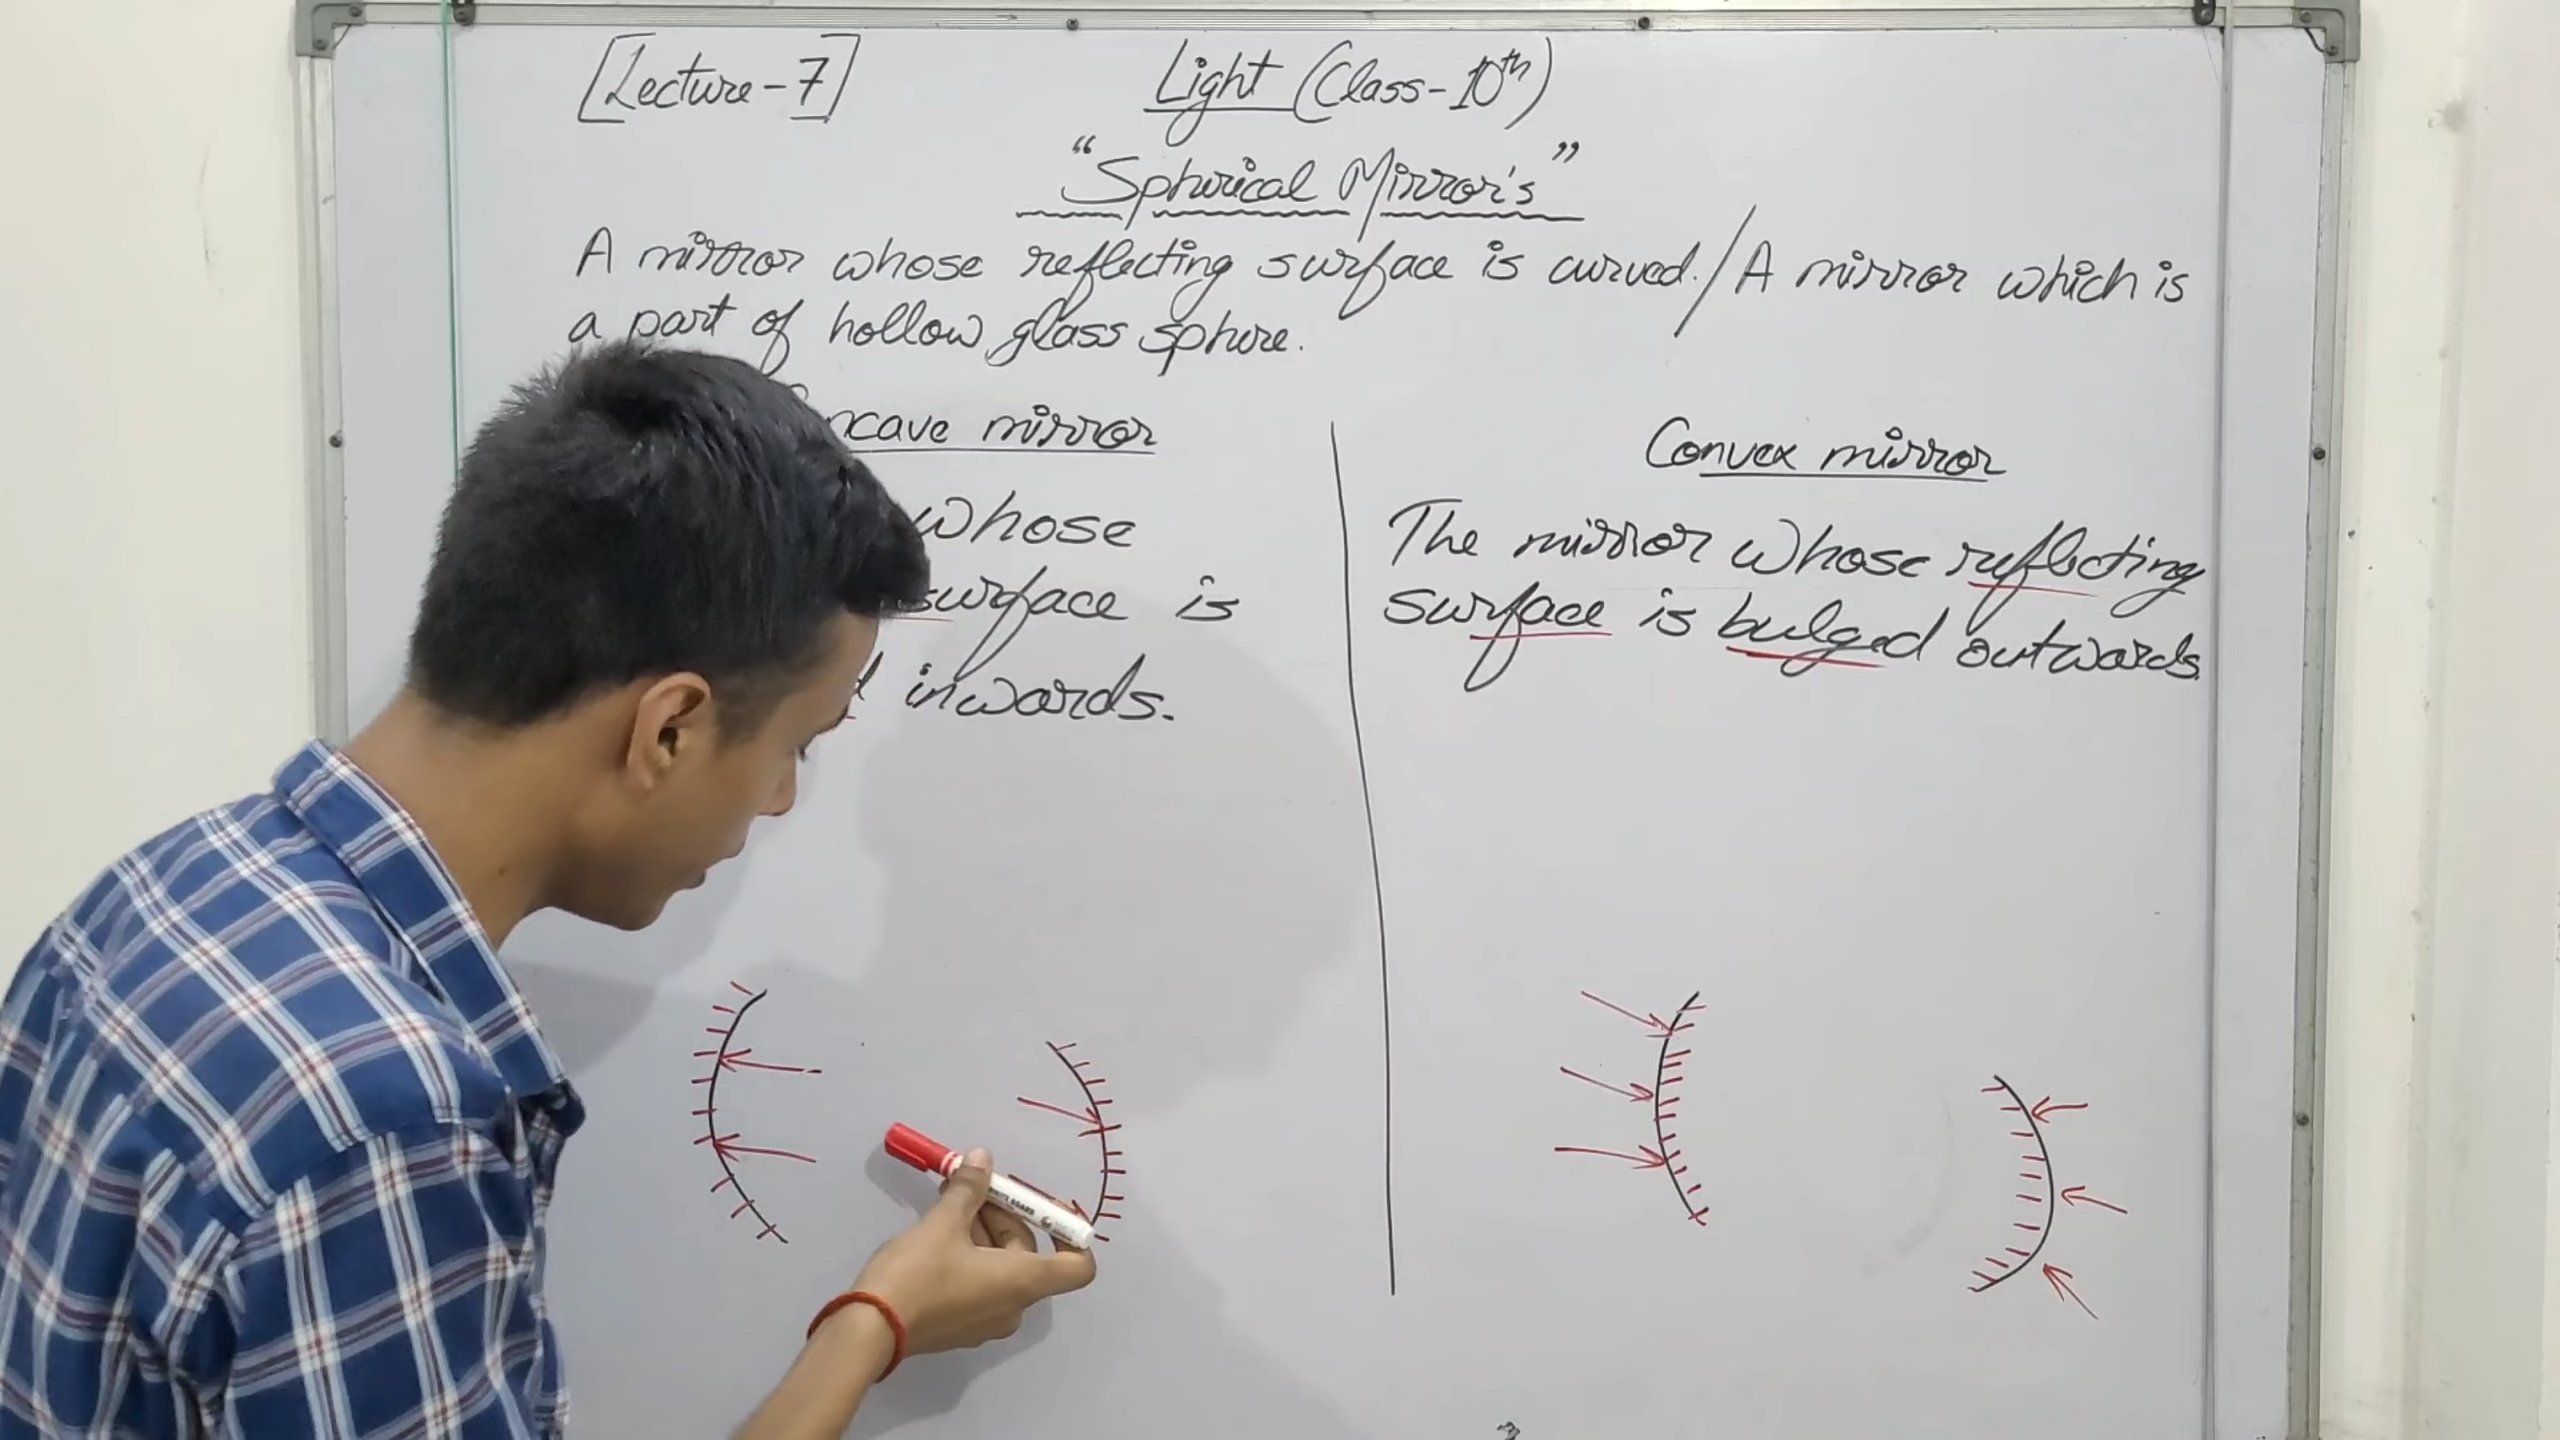 [Lecture-7]
Light (Class-10th)
"Spherical Mirror's"
A mirror whose reflecting surface is curved. / A mirror which is
a part of hollow glass sphere.
mirror
whose
surface is
inwards.
Convex mirror
The mirror whose reflecting
surface is bulged outwards.